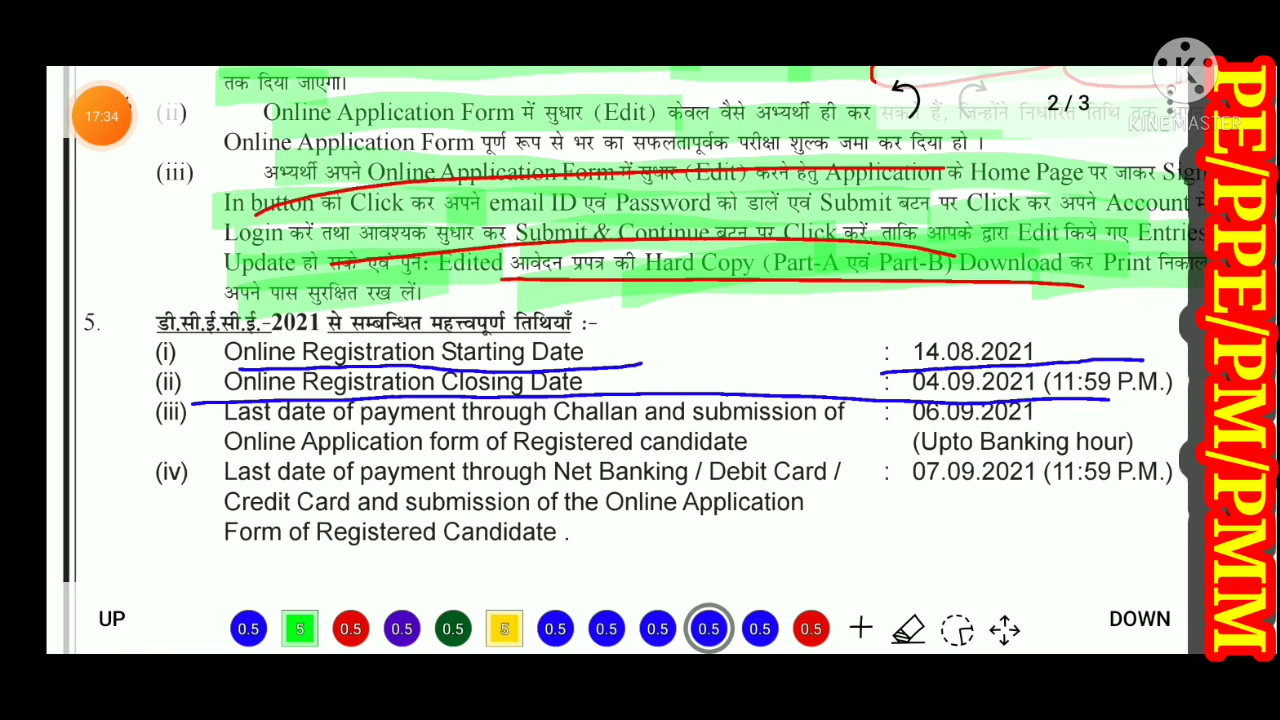 तक दिया जाएगा।
2 / 3
17:34
(ii) Online Application Form में सुधार (Edit) केवल वैसे अभ्यर्थी ही कर सकते हैं, जिन्होंने निर्धारित तिथि तक
KINEMASTER
Online Application Form पूर्ण रूप से भर का सफलतापूर्वक परीक्षा शुल्क जमा कर दिया हो ।
(iii) अभ्यर्थी अपने Online Application Form में सुधार (Edit) करने हेतु Application के Home Page पर जाकर Sign
In button को Click कर अपने email ID एवं Password को डालें एवं Submit बटन पर Click कर अपने Account में
Login करें तथा आवश्यक सुधार कर Submit & Continue बटन पर Click करें, ताकि आपके द्वारा Edit किये गए Entries
Update हो सके एवं पुनः Edited आवेदन प्रपत्र की Hard Copy (Part-A एवं Part-B) Download कर Print निकाल
अपने पास सुरक्षित रख लें।
5. डी.सी.ई.सी.ई.-2021 से सम्बन्धित महत्त्वपूर्ण तिथियाँ :-
(i) Online Registration Starting Date : 14.08.2021
(ii) Online Registration Closing Date : 04.09.2021 (11:59 P.M.)
(iii) Last date of payment through Challan and submission of : 06.09.2021
Online Application form of Registered candidate (Upto Banking hour)
(iv) Last date of payment through Net Banking / Debit Card / : 07.09.2021 (11:59 P.M.)
Credit Card and submission of the Online Application
Form of Registered Candidate .
UP 0.5 5 0.5 0.5 0.5 5 0.5 0.5 0.5 0.5 0.5 0.5 DOWN
PE/PPE/PM/PMM